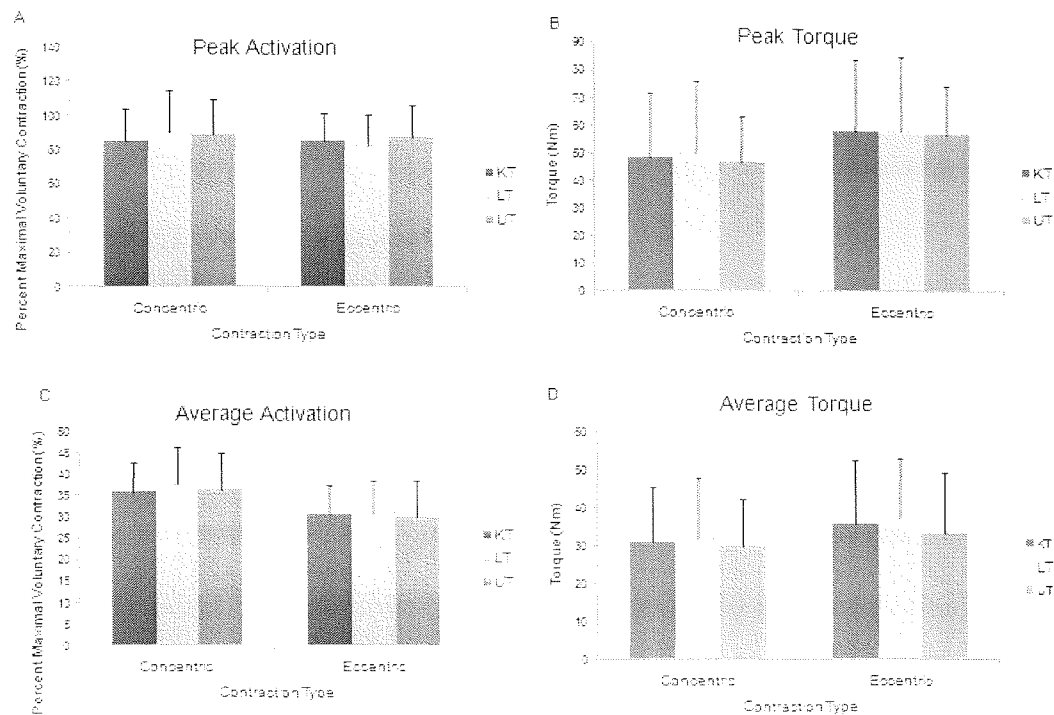 A
Peak Activation
Percent Maximal Voluntary Contraction (%)
140
120
100
80
60
40
20
0
Concentric
Eccentric
Contraction Type
KT
LT
UT
B
Peak Torque
Torque (Nm)
90
80
70
60
50
40
30
20
10
0
Concentric
Eccentric
Contraction Type
KT
LT
UT
C
Average Activation
Percent Maximal Voluntary Contraction (%)
50
45
40
35
30
25
20
15
10
5
0
Concentric
Eccentric
Contraction Type
KT
LT
UT
D
Average Torque
Torque (Nm)
60
50
40
30
20
10
0
Concentric
Eccentric
Contraction Type
KT
LT
UT